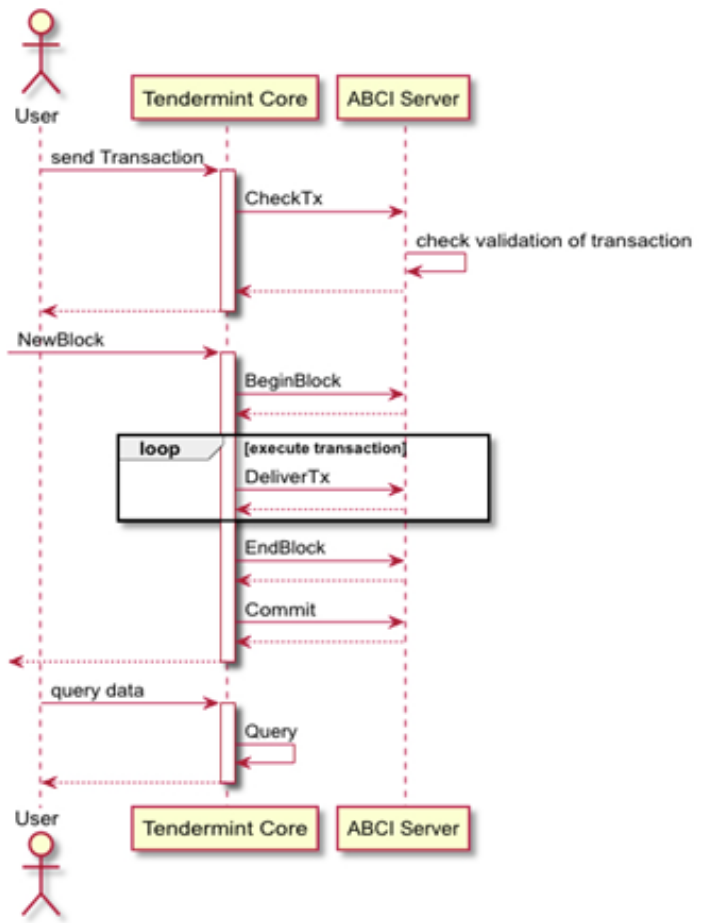 User
Tendermint Core
ABCI Server
send Transaction
CheckTx
check validation of transaction
NewBlock
BeginBlock
loop
[execute transaction]
DeliverTx
EndBlock
Commit
query data
Query
User
Tendermint Core
ABCI Server